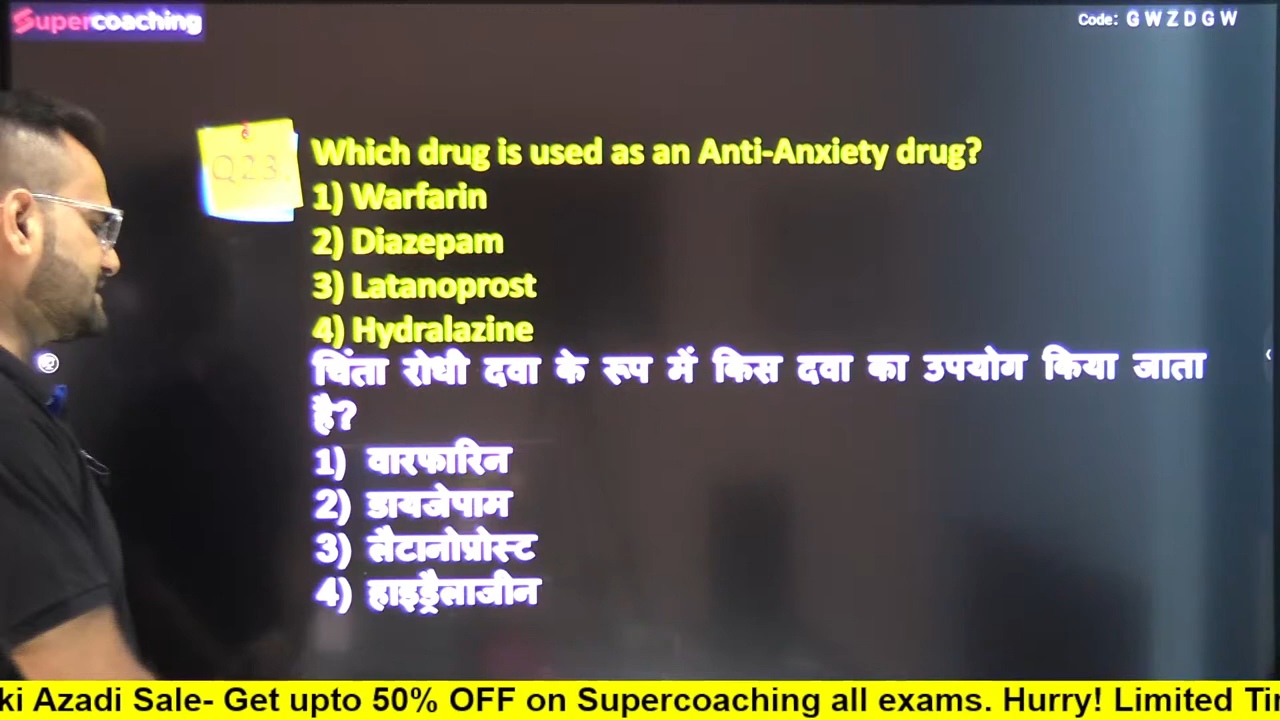 Supercoaching
Code: G W Z D G W
Q23.
Which drug is used as an Anti-Anxiety drug?
1) Warfarin
2) Diazepam
3) Latanoprost
4) Hydralazine
चिंता रोधी दवा के रूप में किस दवा का उपयोग किया जाता
है?
1) वारफारिन
2) डायजेपाम
3) लैटानोप्रोस्ट
4) हाइड्रैलाजीन
ki Azadi Sale- Get upto 50% OFF on Supercoaching all exams. Hurry! Limited